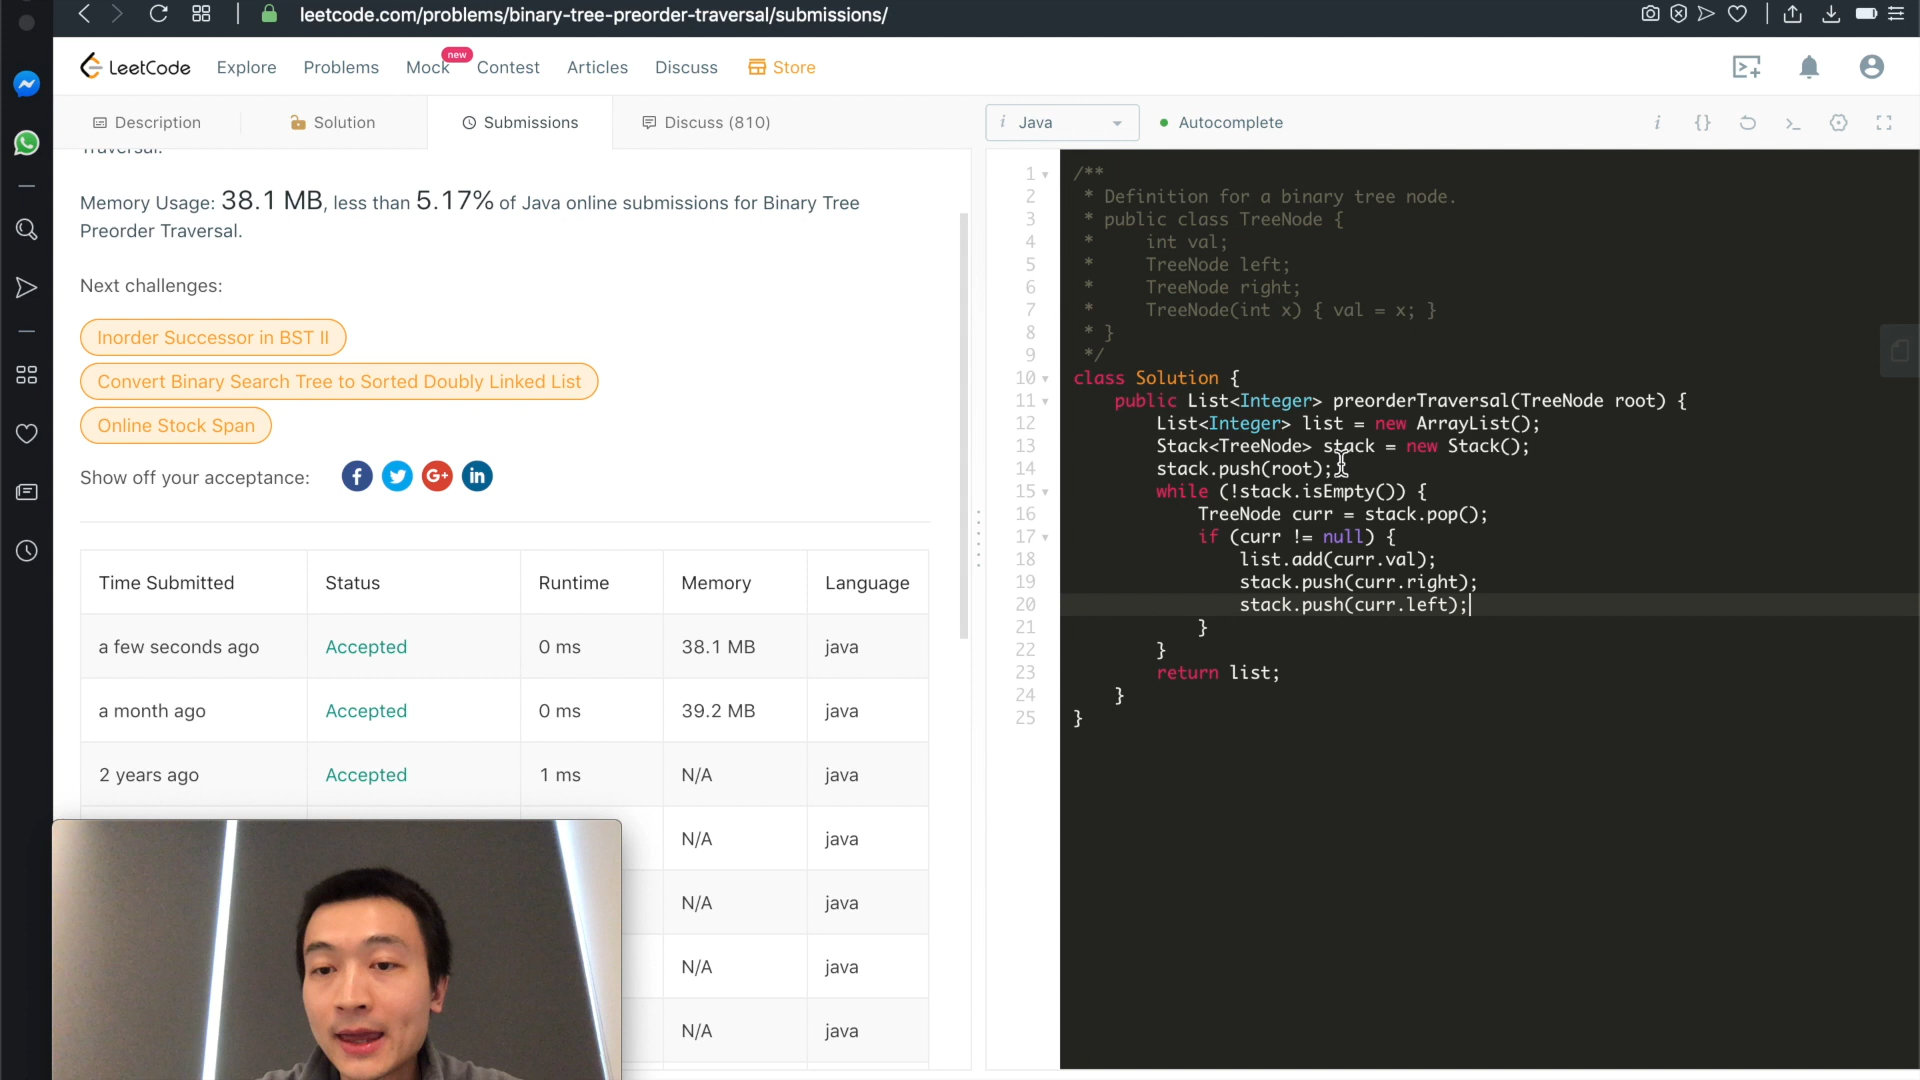 leetcode.com/problems/binary-tree-preorder-traversal/submissions/
LeetCode
Explore
Problems
Mock
new
Contest
Articles
Discuss
Store
Description
Solution
Submissions
Discuss (810)
i Java
Autocomplete
Traversal.
Memory Usage: 38.1 MB, less than 5.17% of Java online submissions for Binary Tree
Preorder Traversal.
Next challenges:
Inorder Successor in BST II
Convert Binary Search Tree to Sorted Doubly Linked List
Online Stock Span
Show off your acceptance:
Time Submitted Status Runtime Memory Language
a few seconds ago Accepted 0 ms 38.1 MB java
a month ago Accepted 0 ms 39.2 MB java
2 years ago Accepted 1 ms N/A java
N/A java
N/A java
N/A java
N/A java
1 /**
2 * Definition for a binary tree node.
3 * public class TreeNode {
4 *     int val;
5 *     TreeNode left;
6 *     TreeNode right;
7 *     TreeNode(int x) { val = x; }
8 * }
9 */
10 class Solution {
11     public List<Integer> preorderTraversal(TreeNode root) {
12         List<Integer> list = new ArrayList();
13         Stack<TreeNode> stack = new Stack();
14         stack.push(root);
15         while (!stack.isEmpty()) {
16             TreeNode curr = stack.pop();
17             if (curr != null) {
18                 list.add(curr.val);
19                 stack.push(curr.right);
20                 stack.push(curr.left);
21             }
22         }
23         return list;
24     }
25 }